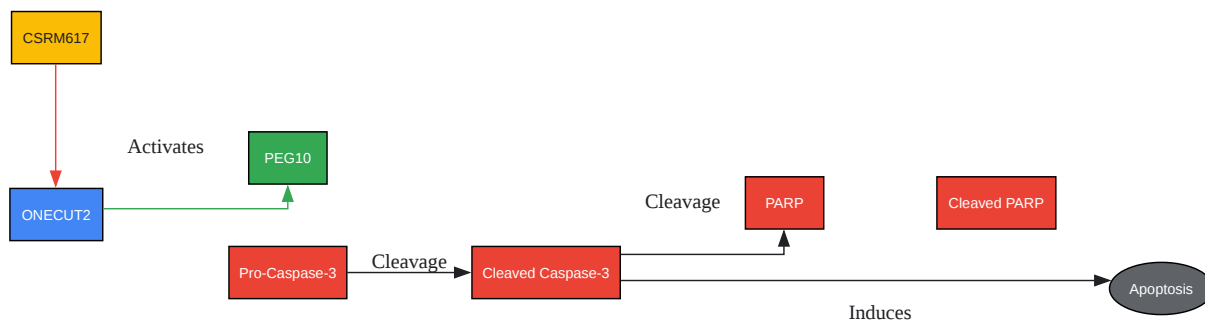 CSRM617
Activates
PEG10
ONECUT2
Cleavage
PARP
Cleaved PARP
Pro-Caspase-3
Cleavage
Cleaved Caspase-3
Apoptosis
Induces